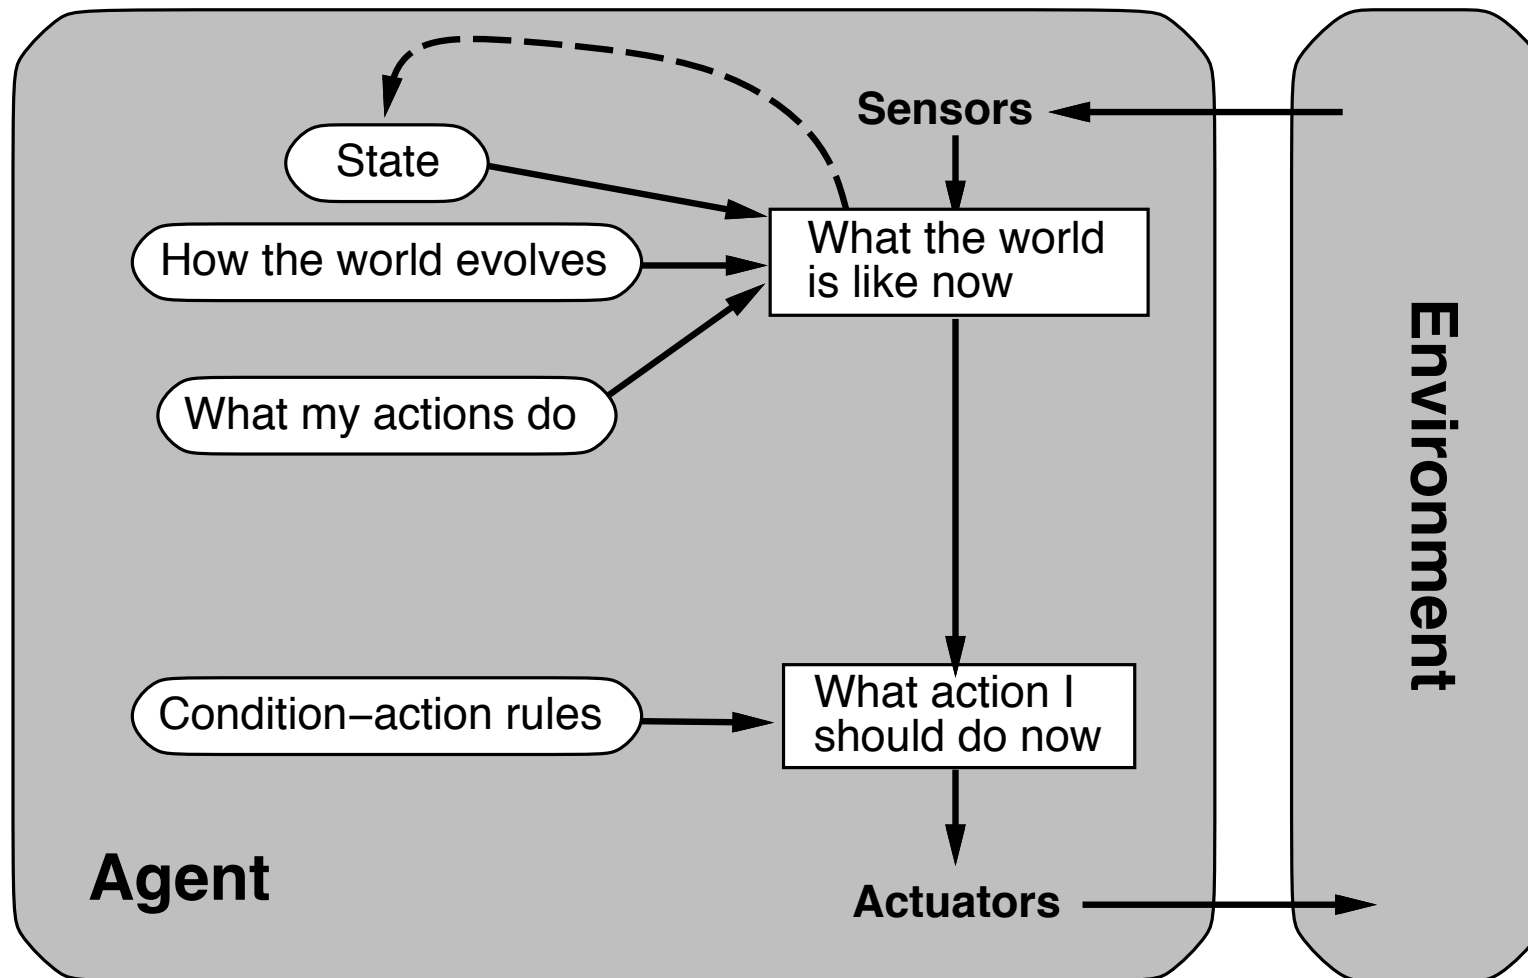 Sensors
State
What the world
is like now
How the world evolves
What my actions do
Environment
Condition−action rules
What action I
should do now
Agent
Actuators